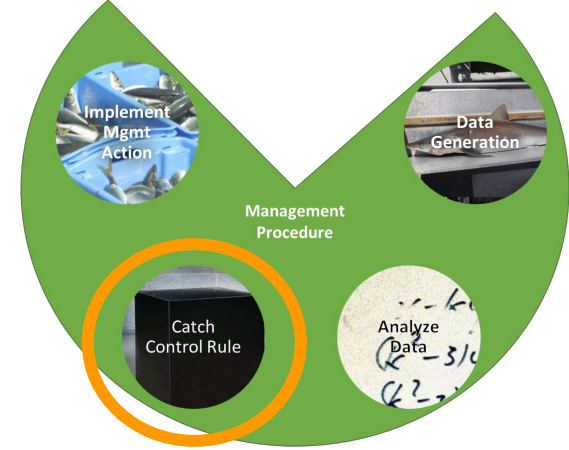 Implement
Mgmt
Action
Data
Generation
Management
Procedure
Catch
Control Rule
Analyze
Data